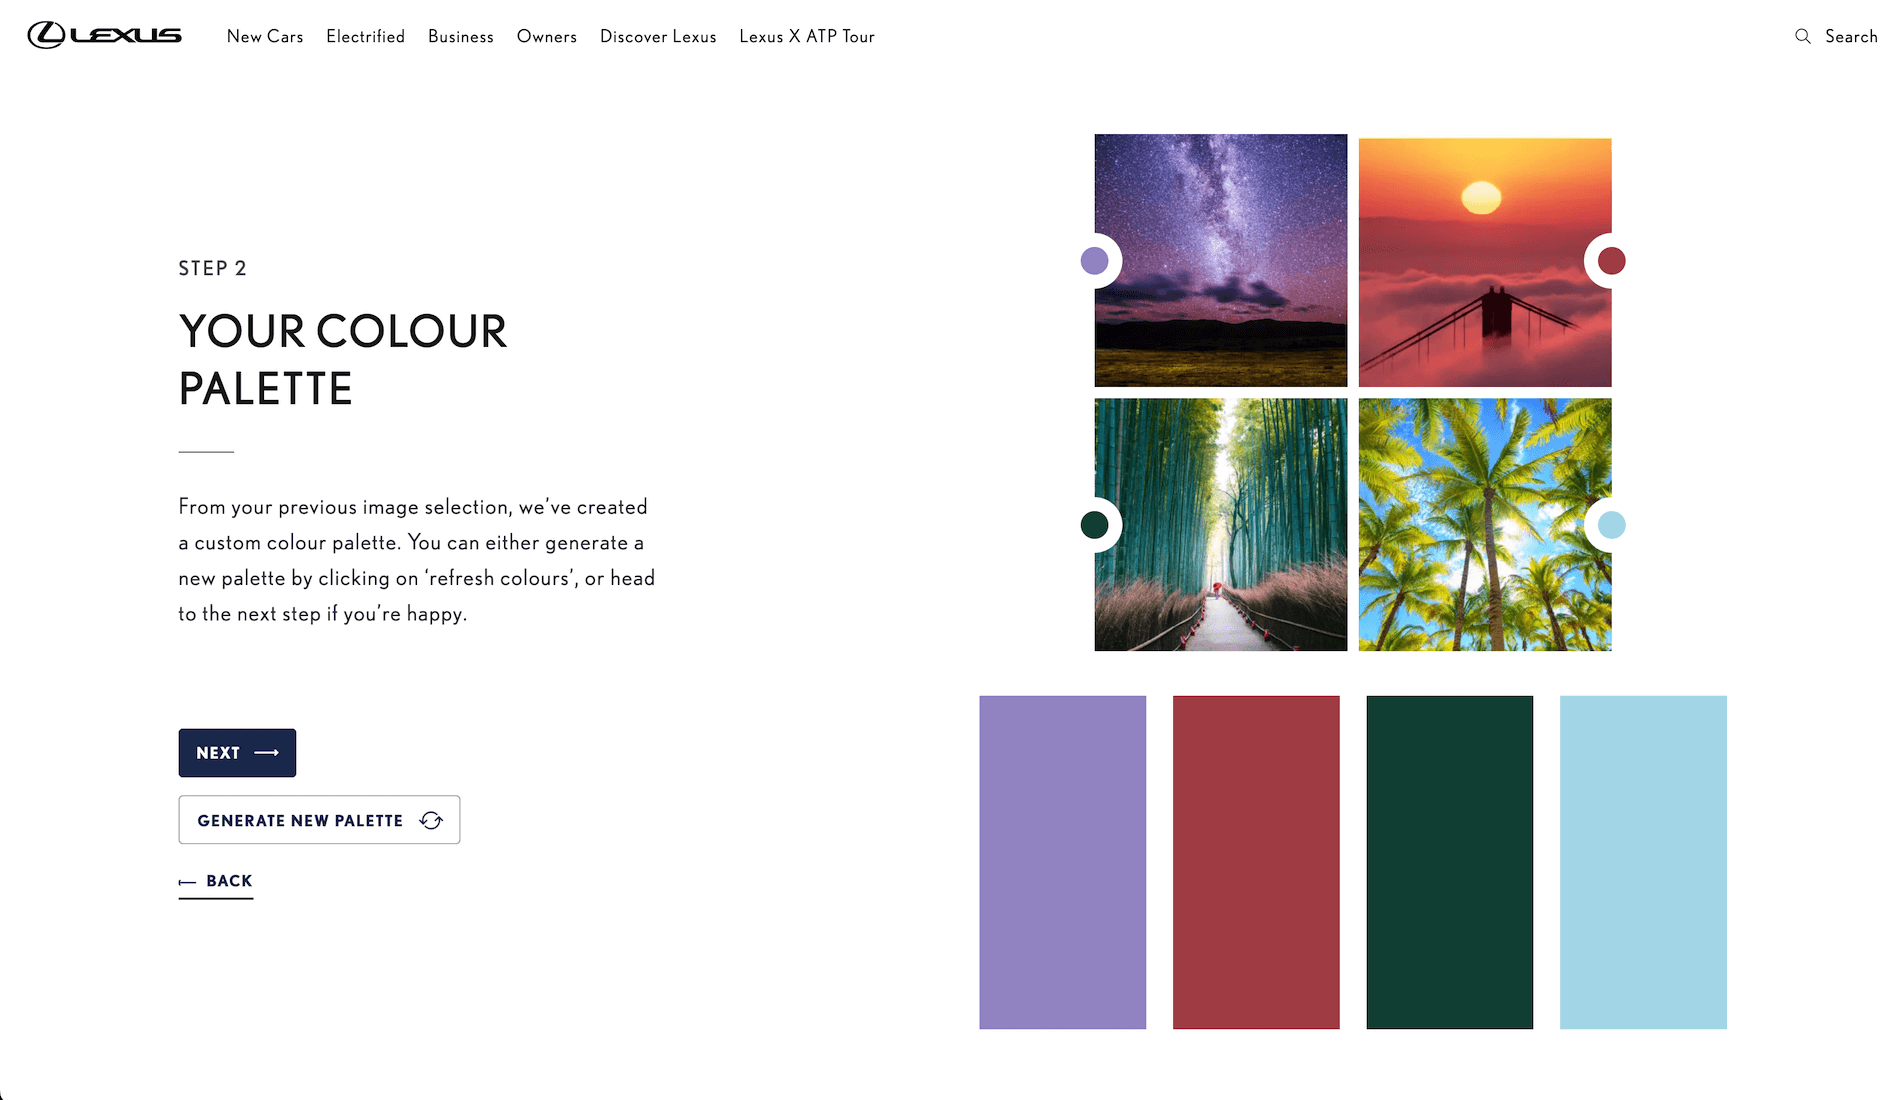 LEXUS
New Cars
Electrified
Business
Owners
Discover Lexus
Lexus X ATP Tour
Search
STEP 2
YOUR COLOUR
PALETTE
From your previous image selection, we’ve created
a custom colour palette. You can either generate a
new palette by clicking on ‘refresh colours’, or head
to the next step if you’re happy.
NEXT
GENERATE NEW PALETTE
BACK